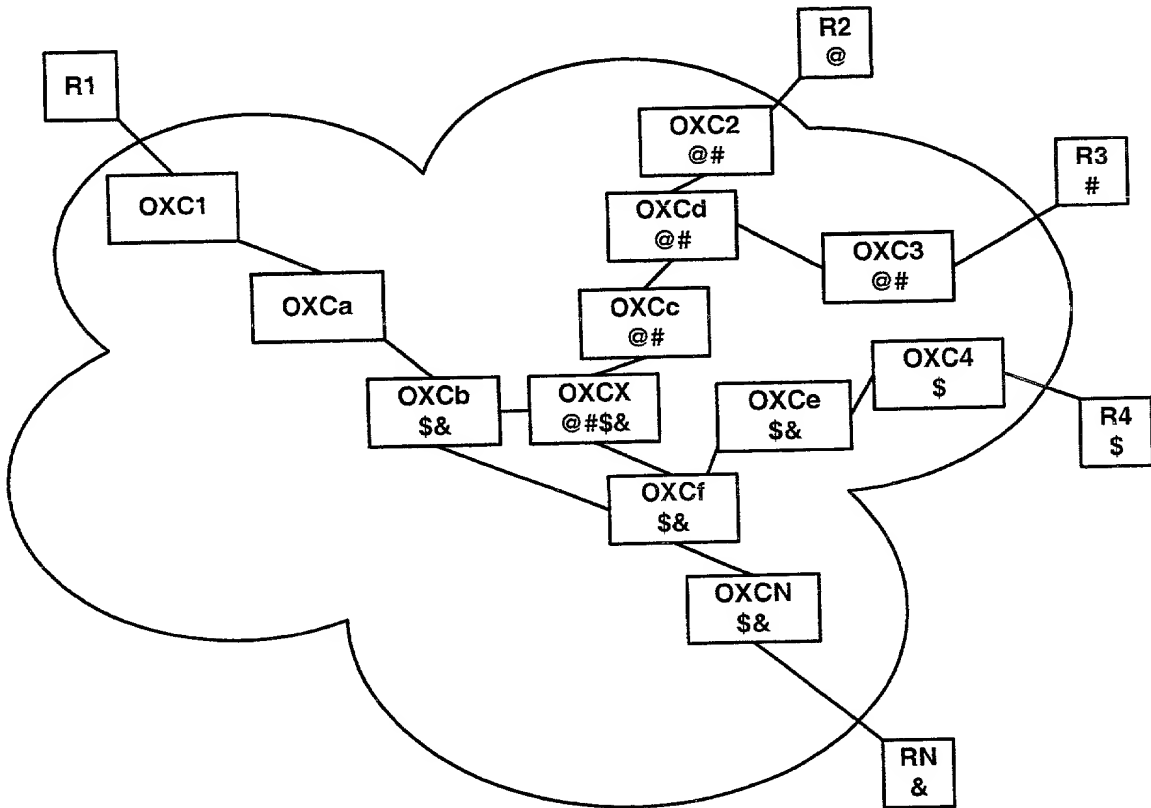 R2
@
R1
OXC2
@#
R3
#
OXC1
OXCd
@#
OXC3
@#
OXCa
OXCc
@#
OXC4
$
OXCb
$&
OXCX
@#$&
OXCe
$&
R4
$
OXCf
$&
OXCN
$&
RN
&